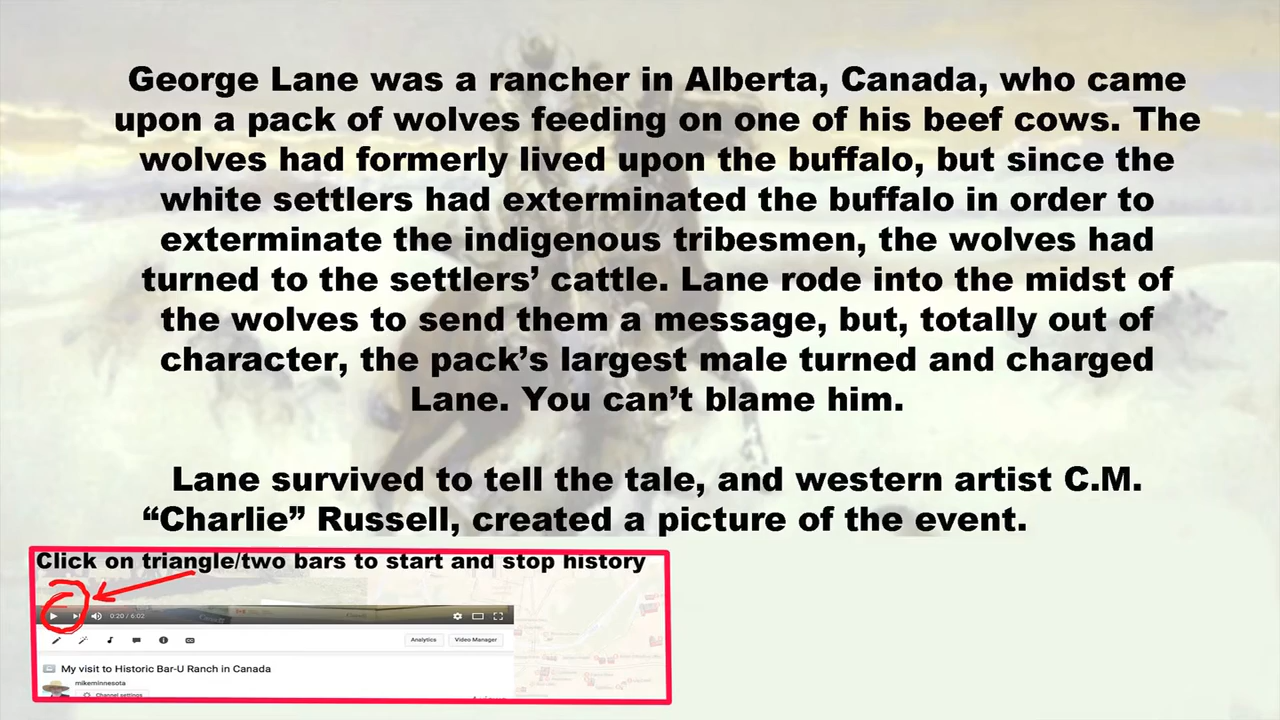 George Lane was a rancher in Alberta, Canada, who came
upon a pack of wolves feeding on one of his beef cows. The
wolves had formerly lived upon the buffalo, but since the
white settlers had exterminated the buffalo in order to
exterminate the indigenous tribesmen, the wolves had
turned to the settlers’ cattle. Lane rode into the midst of
the wolves to send them a message, but, totally out of
character, the pack’s largest male turned and charged
Lane. You can’t blame him.
Lane survived to tell the tale, and western artist C.M.
“Charlie” Russell, created a picture of the event.
Click on triangle/two bars to start and stop history
0:20 / 6:02
Analytics
Video Manager
My visit to Historic Bar-U Ranch in Canada
mikeminnesota
Channel settings